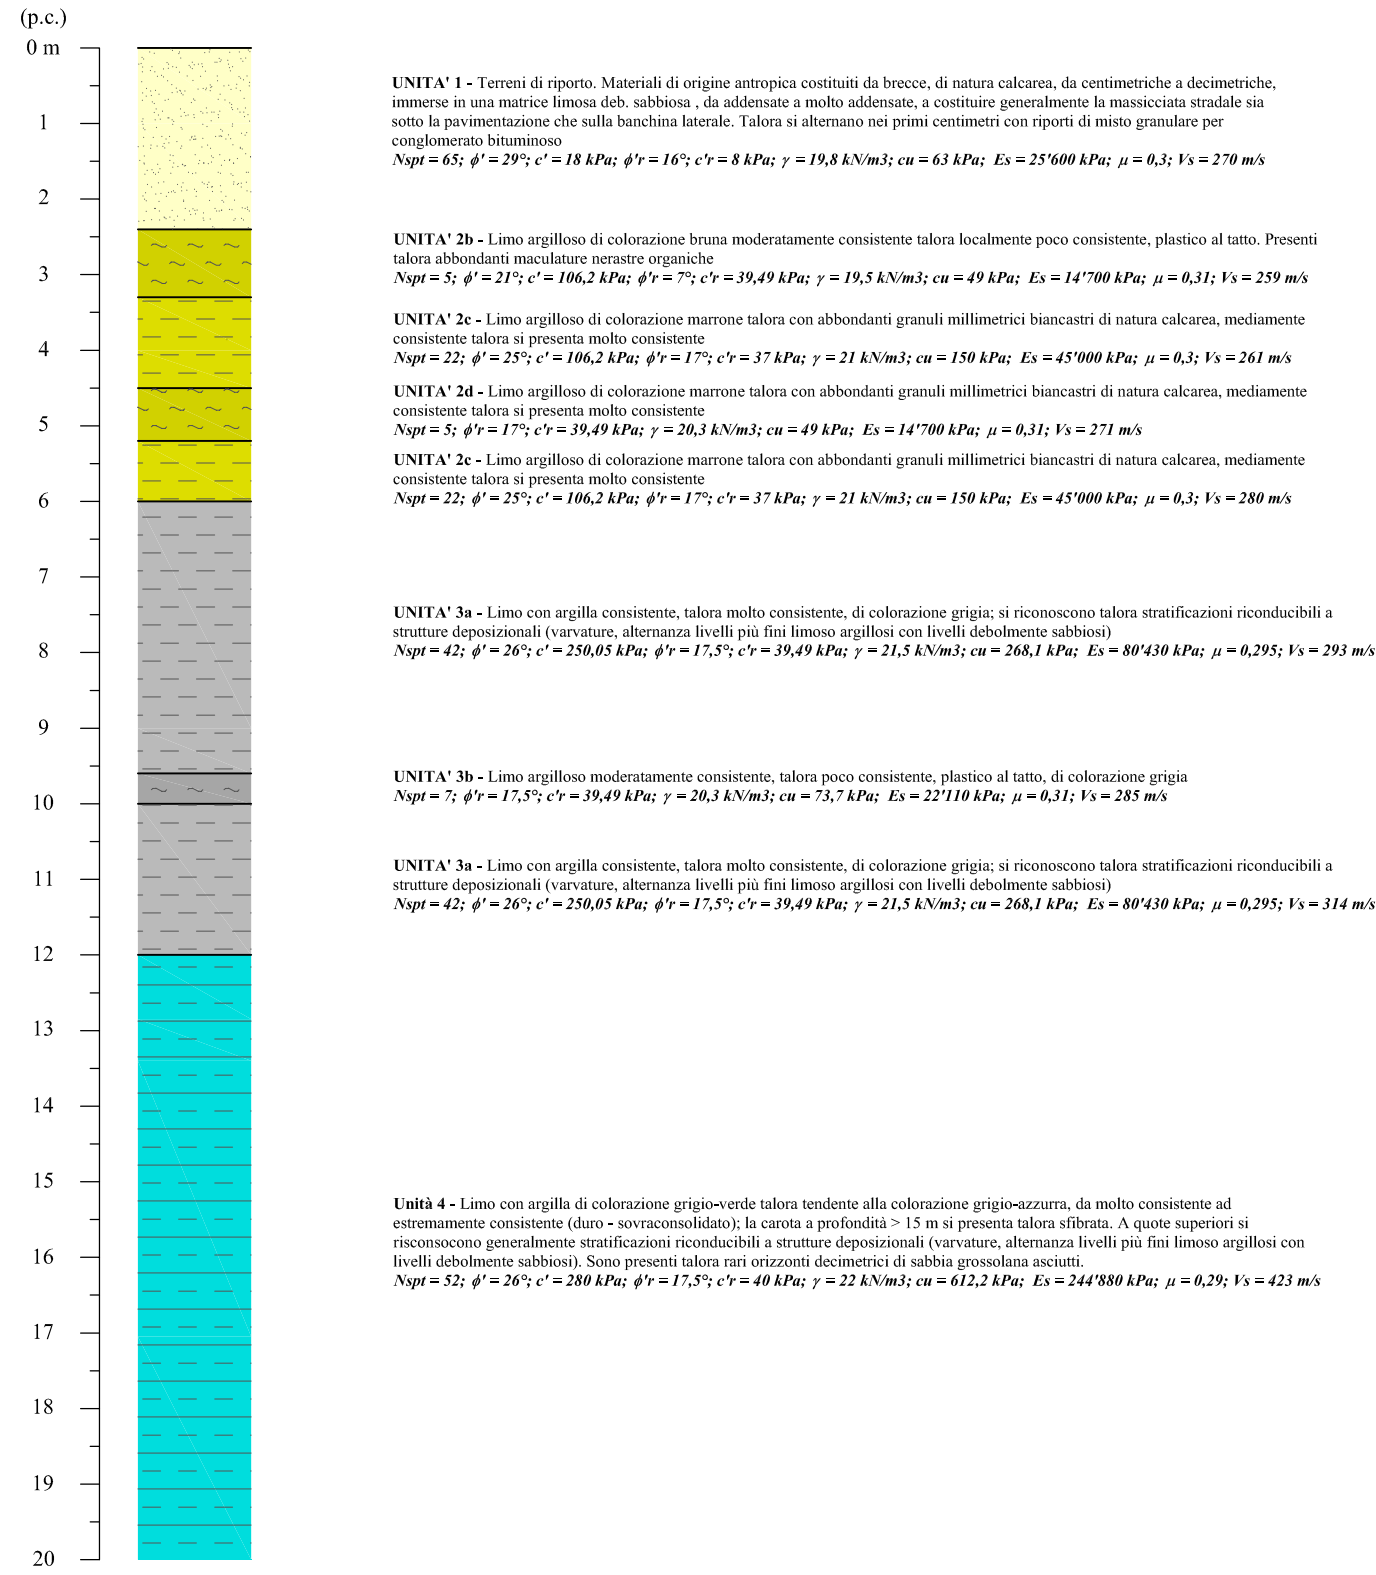 (p.c.)
0 m
UNITA' 1 - Terreni di riporto. Materiali di origine antropica costituiti da brecce, di natura calcarea, da centimetriche a decimetriche,
immerse in una matrice limosa deb. sabbiosa , da addensate a molto addensate, a costituire generalmente la massicciata stradale sia
sotto la pavimentazione che sulla banchina laterale. Talora si alternano nei primi centimetri con riporti di misto granulare per
conglomerato bituminoso
Nspt = 65; ϕ' = 29°; c' = 18 kPa; ϕ'r = 16°; c'r = 8 kPa; γ = 19,8 kN/m3; cu = 63 kPa; Es = 25'600 kPa; μ = 0,3; Vs = 270 m/s
1
2
UNITA' 2b - Limo argilloso di colorazione bruna moderatamente consistente talora localmente poco consistente, plastico al tatto. Presenti
talora abbondanti maculature nerastre organiche
Nspt = 5; ϕ' = 21°; c' = 106,2 kPa; ϕ'r = 7°; c'r = 39,49 kPa; γ = 19,5 kN/m3; cu = 49 kPa; Es = 14'700 kPa; μ = 0,31; Vs = 259 m/s
3
UNITA' 2c - Limo argilloso di colorazione marrone talora con abbondanti granuli millimetrici biancastri di natura calcarea, mediamente
consistente talora si presenta molto consistente
Nspt = 22; ϕ' = 25°; c' = 106,2 kPa; ϕ'r = 17°; c'r = 37 kPa; γ = 21 kN/m3; cu = 150 kPa; Es = 45'000 kPa; μ = 0,3; Vs = 261 m/s
4
UNITA' 2d - Limo argilloso di colorazione marrone talora con abbondanti granuli millimetrici biancastri di natura calcarea, mediamente
consistente talora si presenta molto consistente
Nspt = 5; ϕ'r = 17°; c'r = 39,49 kPa; γ = 20,3 kN/m3; cu = 49 kPa; Es = 14'700 kPa; μ = 0,31; Vs = 271 m/s
5
UNITA' 2c - Limo argilloso di colorazione marrone talora con abbondanti granuli millimetrici biancastri di natura calcarea, mediamente
consistente talora si presenta molto consistente
Nspt = 22; ϕ' = 25°; c' = 106,2 kPa; ϕ'r = 17°; c'r = 37 kPa; γ = 21 kN/m3; cu = 150 kPa; Es = 45'000 kPa; μ = 0,3; Vs = 280 m/s
6
7
UNITA' 3a - Limo con argilla consistente, talora molto consistente, di colorazione grigia; si riconoscono talora stratificazioni riconducibili a
strutture deposizionali (varvature, alternanza livelli più fini limoso argillosi con livelli debolmente sabbiosi)
Nspt = 42; ϕ' = 26°; c' = 250,05 kPa; ϕ'r = 17,5°; c'r = 39,49 kPa; γ = 21,5 kN/m3; cu = 268,1 kPa; Es = 80'430 kPa; μ = 0,295; Vs = 293 m/s
8
9
UNITA' 3b - Limo argilloso moderatamente consistente, talora poco consistente, plastico al tatto, di colorazione grigia
Nspt = 7; ϕ'r = 17,5°; c'r = 39,49 kPa; γ = 20,3 kN/m3; cu = 73,7 kPa; Es = 22'110 kPa; μ = 0,31; Vs = 285 m/s
10
UNITA' 3a - Limo con argilla consistente, talora molto consistente, di colorazione grigia; si riconoscono talora stratificazioni riconducibili a
strutture deposizionali (varvature, alternanza livelli più fini limoso argillosi con livelli debolmente sabbiosi)
Nspt = 42; ϕ' = 26°; c' = 250,05 kPa; ϕ'r = 17,5°; c'r = 39,49 kPa; γ = 21,5 kN/m3; cu = 268,1 kPa; Es = 80'430 kPa; μ = 0,295; Vs = 314 m/s
11
12
13
14
15
Unità 4 - Limo con argilla di colorazione grigio-verde talora tendente alla colorazione grigio-azzurra, da molto consistente ad
estremamente consistente (duro - sovraconsolidato); la carota a profondità > 15 m si presenta talora sfibrata. A quote superiori si
risconsocono generalmente stratificazioni riconducibili a strutture deposizionali (varvature, alternanza livelli più fini limoso argillosi con
livelli debolmente sabbiosi). Sono presenti talora rari orizzonti decimetrici di sabbia grossolana asciutti.
Nspt = 52; ϕ' = 26°; c' = 280 kPa; ϕ'r = 17,5°; c'r = 40 kPa; γ = 22 kN/m3; cu = 612,2 kPa; Es = 244'880 kPa; μ = 0,29; Vs = 423 m/s
16
17
18
19
20